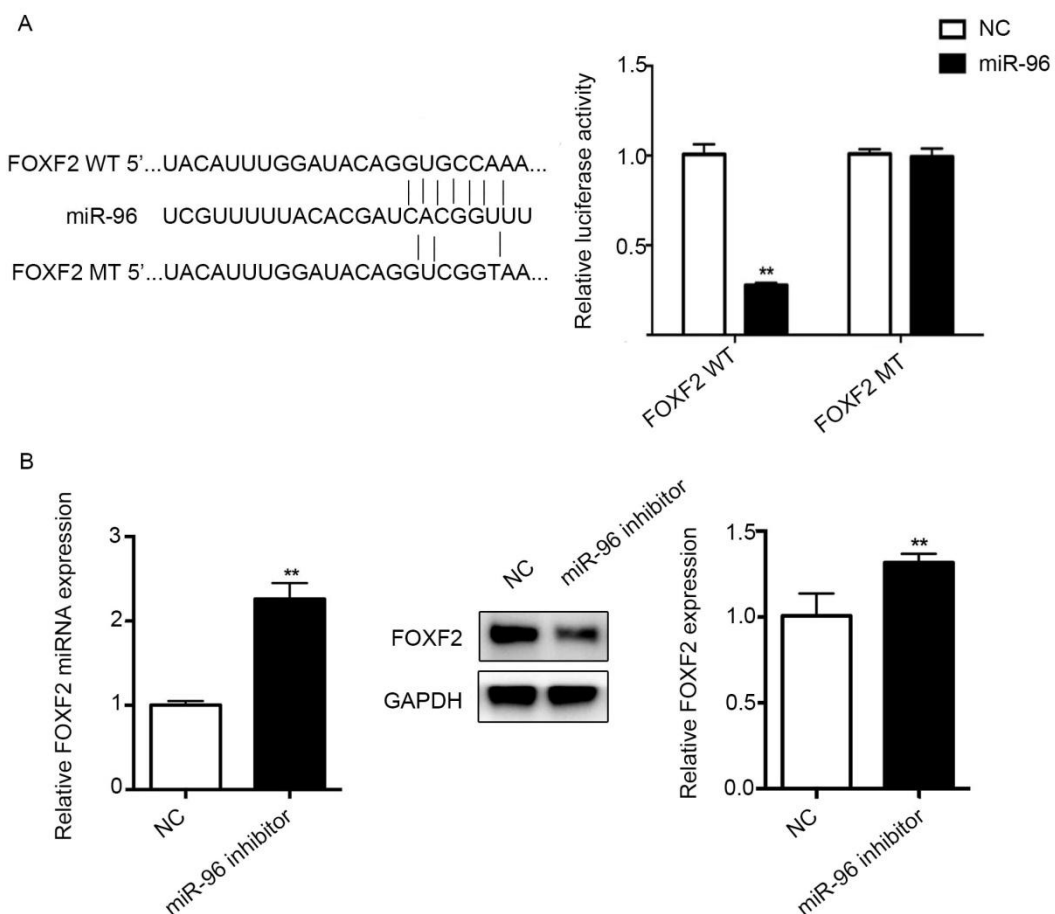 A
NC
miR-96
FOXF2 WT 5'...UACAUUUGGAUACAGGUGCCAAA...
miR-96 UCGUUUUUACACGAUCACGGUUU
FOXF2 MT 5'...UACAUUUGGAUACAGGUCGGTAA...
Relative luciferase activity
1.5
1.0
0.5
**
FOXF2 WT
FOXF2 MT
B
Relative FOXF2 miRNA expression
3
2
1
0
**
NC
miR-96 inhibitor
NC
miR-96 inhibitor
FOXF2
GAPDH
Relative FOXF2 expression
1.5
1.0
0.5
0.0
**
NC
miR-96 inhibitor